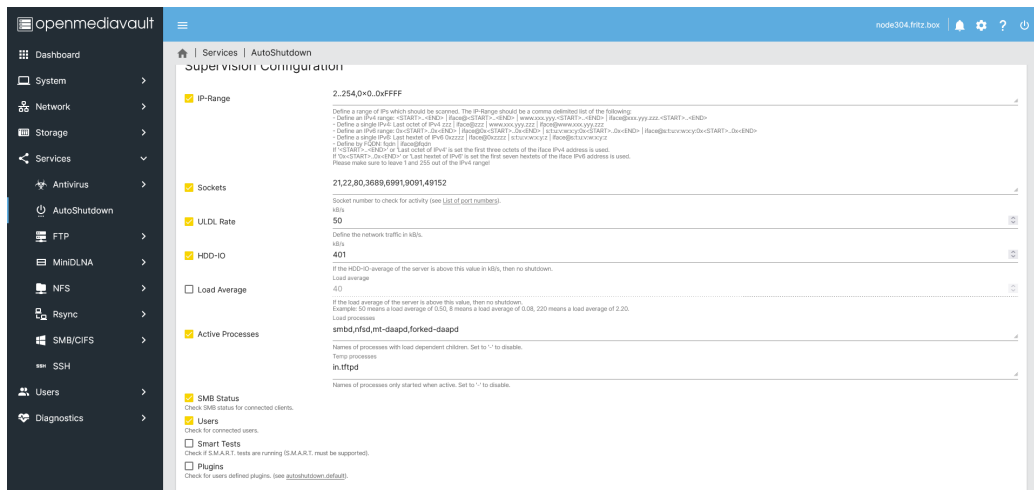 openmediavault
node304.fritz.box
Dashboard
System
Network
Storage
Services
Antivirus
AutoShutdown
FTP
MiniDLNA
NFS
Rsync
SMB/CIFS
SSH
SSH
Users
Diagnostics
| Services | AutoShutdown
Supervision Configuration
IP-Range
2..254,0x0..0xFFFF
Define a range of IPs which should be scanned. The IP-Range should be a comma delimited list of the following:
- Define an IPv4 range: <START>..<END> | iface@<START>..<END> | www.xxx.yyy.<START>..<END> | iface@xxx.yyy.zzz.<START>..<END>
- Define a single IPv4: Last octet of IPv4 zzz | iface@zzz | www.xxx.yyy.zzz | iface@www.xxx.yyy.zzz
- Define an IPv6 range: 0x<START>..0x<END> | iface@0x<START>..0x<END> | s:t:u:v:w:x:y:0x<START>..0x<END> | iface@s:t:u:v:w:x:y:0x<START>..0x<END>
- Define a single IPv6: Last hextet of IPv6 0xzzzz | iface@0xzzzz | s:t:u:v:w:x:y:z | iface@s:t:u:v:w:x:y:z
- Define by FQDN: fqdn | iface@fqdn
If '<START>..<END>' or 'Last octet of IPv4' is set the first three octets of the iface IPv4 address is used.
If '0x<START>..0x<END>' or 'Last hextet of IPv6' is set the first seven hextets of the iface IPv6 address is used.
Please make sure to leave 1 and 255 out of the IPv4 range!
Sockets
21,22,80,3689,6991,9091,49152
Socket number to check for activity (see List of port numbers).
kB/s
ULDL Rate
50
Define the network traffic in kB/s.
kB/s
HDD-IO
401
If the HDD-IO-average of the server is above this value in kB/s, then no shutdown.
Load average
Load Average
40
If the load average of the server is above this value, then no shutdown.
Example: 50 means a load average of 0.50, 8 means a load average of 0.08, 220 means a load average of 2.20.
Load processes
Active Processes
smbd,nfsd,mt-daapd,forked-daapd
Names of processes with load dependent children. Set to '-' to disable.
Temp processes
in.tftpd
Names of processes only started when active. Set to '-' to disable.
SMB Status
Check SMB status for connected clients.
Users
Check for connected users.
Smart Tests
Check if S.M.A.R.T. tests are running (S.M.A.R.T. must be supported).
Plugins
Check for users defined plugins. (see autoshutdown.default).